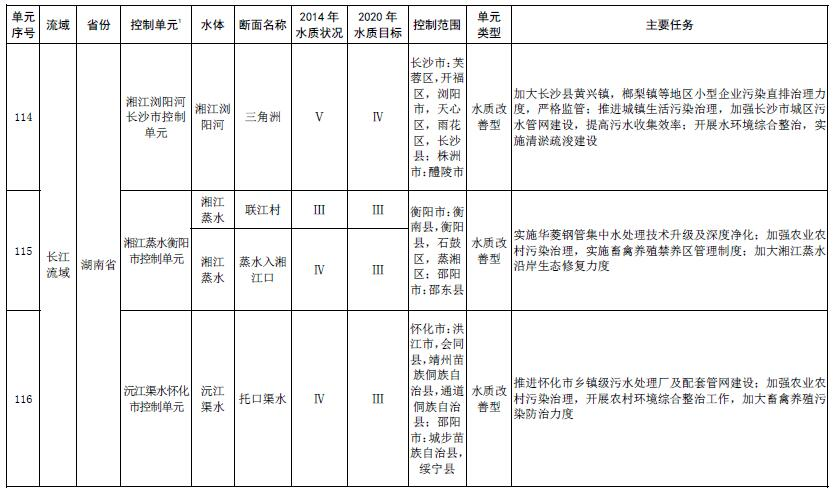 单元
序号
流域
省份
控制单元1
水体
断面名称
2014 年
水质状况
2020 年
水质目标
控制范围
单元
类型
主要任务
长江
流域
湖南省
114
湘江浏阳河
长沙市控制
单元
湘江浏
阳河
三角洲
Ⅴ
Ⅳ
长沙市：芙
蓉区，开福
区，浏阳
市，天心
区，雨花
区，长沙
县；株洲
市：醴陵市
水质改
善型
加大长沙县黄兴镇，榔梨镇等地区小型企业污染直排治理力
度，严格监管；推进城镇生活污染治理，加强长沙市城区污
水管网建设，提高污水收集效率；开展水环境综合整治，实
施清淤疏浚建设
115
湘江蒸水衡阳
市控制单元
湘江
蒸水
联江村
Ⅲ
Ⅲ
湘江
蒸水
蒸水入湘
江口
Ⅳ
Ⅲ
衡阳市：衡
南县，衡阳
县，石鼓
区，蒸湘
区；邵阳
市：邵东县
水质改
善型
实施华菱钢管集中水处理技术升级及深度净化；加强农业农
村污染治理，实施畜禽养殖禁养区管理制度；加大湘江蒸水
沿岸生态修复力度
116
沅江渠水怀化
市控制单元
沅江
渠水
托口渠水
Ⅳ
Ⅲ
怀化市：洪
江市，会同
县，靖州苗
族侗族自治
县，通道
侗族自治
县；邵阳
市：城步苗
族自治县，
绥宁县
水质改
善型
推进怀化市乡镇级污水处理厂及配套管网建设；加强农业农
村污染治理，开展农村环境综合整治工作，加大畜禽养殖污
染防治力度